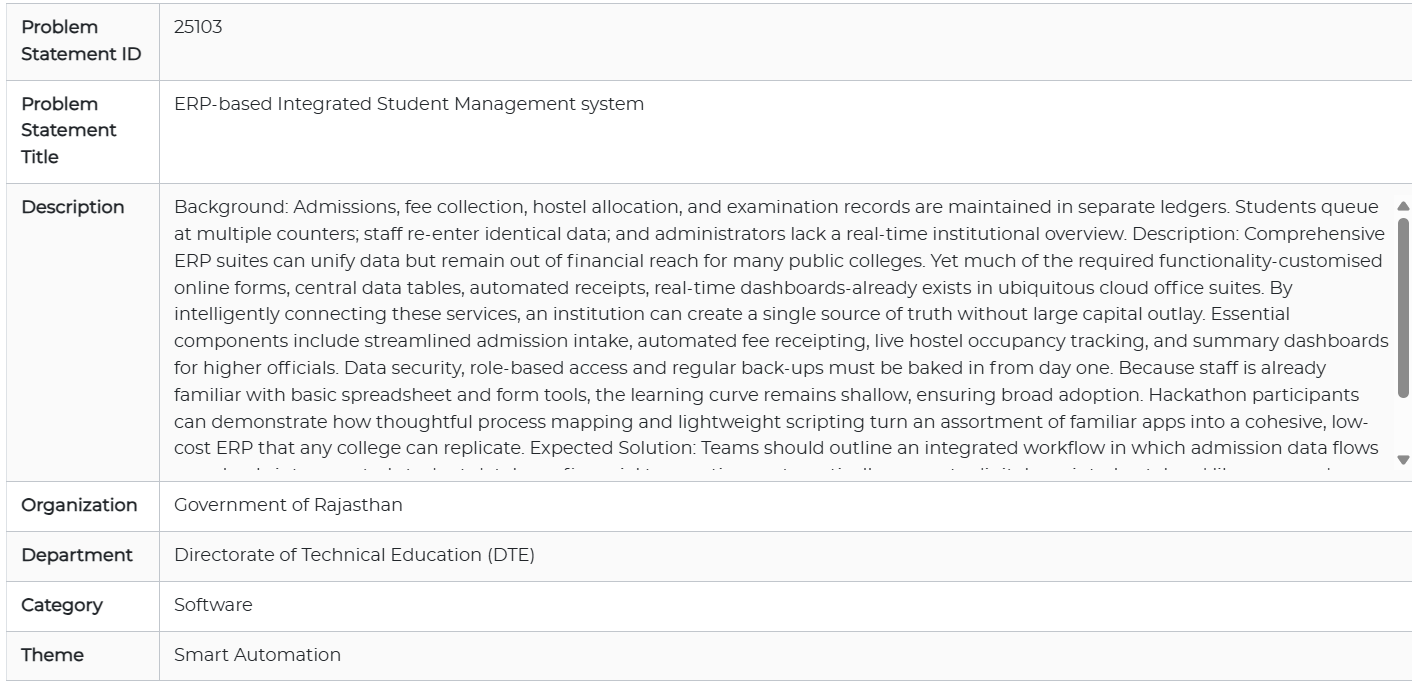 Problem
Statement ID
25103
Problem
Statement
Title
ERP-based Integrated Student Management system
Description
Background: Admissions, fee collection, hostel allocation, and examination records are maintained in separate ledgers. Students queue
at multiple counters; staff re-enter identical data; and administrators lack a real-time institutional overview. Description: Comprehensive
ERP suites can unify data but remain out of financial reach for many public colleges. Yet much of the required functionality-customised
online forms, central data tables, automated receipts, real-time dashboards-already exists in ubiquitous cloud office suites. By
intelligently connecting these services, an institution can create a single source of truth without large capital outlay. Essential
components include streamlined admission intake, automated fee receipting, live hostel occupancy tracking, and summary dashboards
for higher officials. Data security, role-based access and regular back-ups must be baked in from day one. Because staff is already
familiar with basic spreadsheet and form tools, the learning curve remains shallow, ensuring broad adoption. Hackathon participants
can demonstrate how thoughtful process mapping and lightweight scripting turn an assortment of familiar apps into a cohesive, low-
cost ERP that any college can replicate. Expected Solution: Teams should outline an integrated workflow in which admission data flows
Organization
Government of Rajasthan
Department
Directorate of Technical Education (DTE)
Category
Software
Theme
Smart Automation